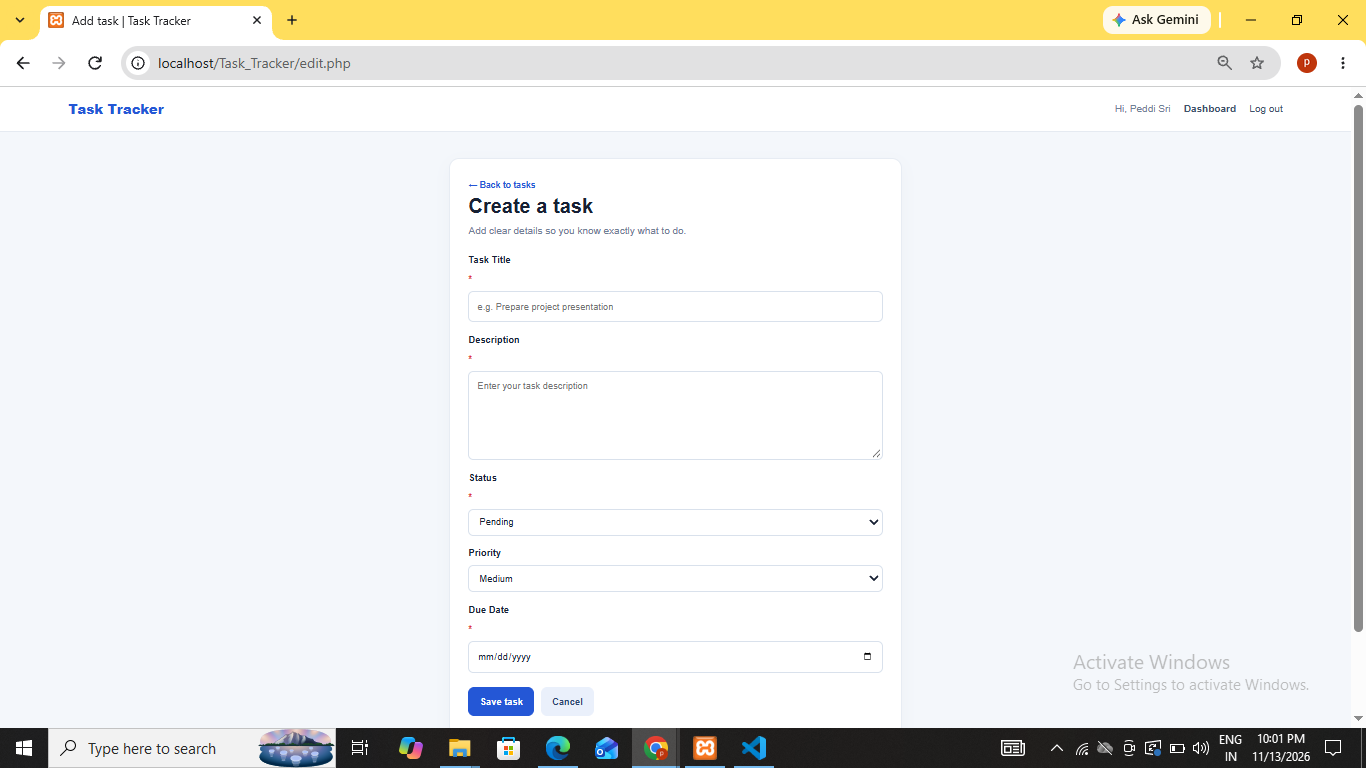 Add task | Task Tracker
Ask Gemini
localhost/Task_Tracker/edit.php
p
Task Tracker
Hi, Peddi Sri Dashboard Log out
← Back to tasks
Create a task
Add clear details so you know exactly what to do.
Task Title
*
e.g. Prepare project presentation
Description
*
Enter your task description
Status
*
Pending
Priority
Medium
Due Date
*
mm/dd/yyyy
Save task Cancel
Activate Windows
Go to Settings to activate Windows.
Type here to search
ENG
IN
10:01 PM
11/13/2026